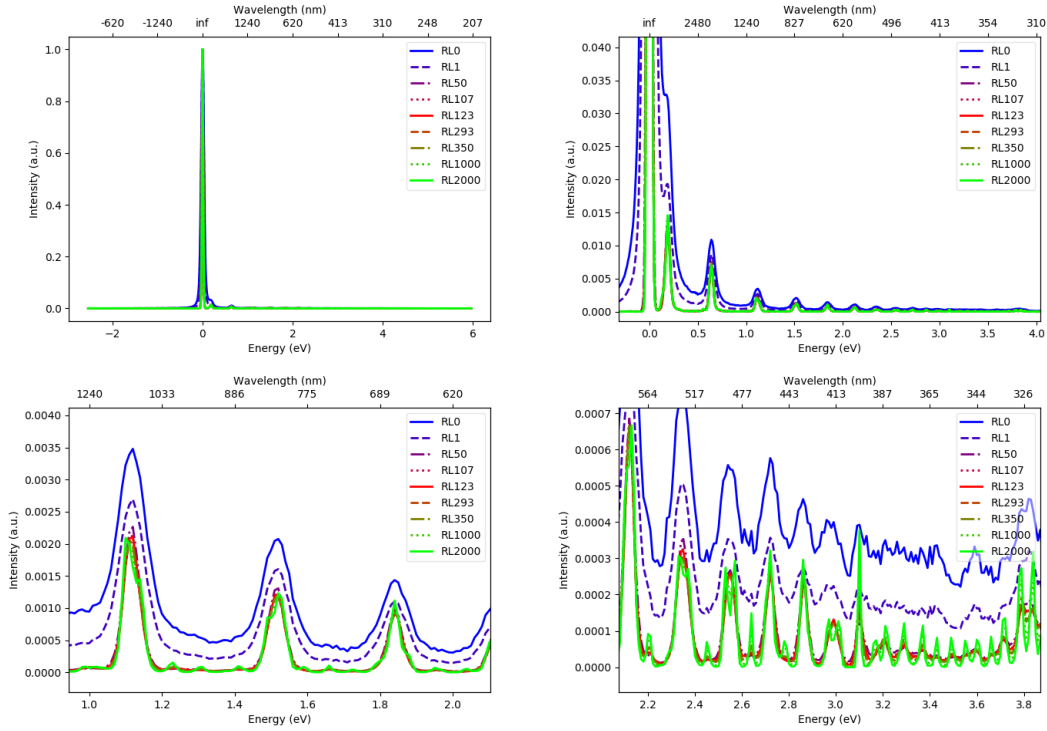 Wavelength (nm)
-620 -1240 inf 1240 620 413 310 248 207
1.0
0.8
0.6
0.4
0.2
0.0
Intensity (a.u.)
RL0
RL1
RL50
RL107
RL123
RL293
RL350
RL1000
RL2000
−2 0 2 4 6
Energy (eV)
Wavelength (nm)
inf 2480 1240 827 620 496 413 354 310
0.040
0.035
0.030
0.025
0.020
0.015
0.010
0.005
0.000
Intensity (a.u.)
RL0
RL1
RL50
RL107
RL123
RL293
RL350
RL1000
RL2000
0.0 0.5 1.0 1.5 2.0 2.5 3.0 3.5 4.0
Energy (eV)
Wavelength (nm)
1240 1033 886 775 689 620
0.0040
0.0035
0.0030
0.0025
0.0020
0.0015
0.0010
0.0005
0.0000
Intensity (a.u.)
RL0
RL1
RL50
RL107
RL123
RL293
RL350
RL1000
RL2000
1.0 1.2 1.4 1.6 1.8 2.0
Energy (eV)
Wavelength (nm)
564 517 477 443 413 387 365 344 326
0.0007
0.0006
0.0005
0.0004
0.0003
0.0002
0.0001
0.0000
Intensity (a.u.)
RL0
RL1
RL50
RL107
RL123
RL293
RL350
RL1000
RL2000
2.2 2.4 2.6 2.8 3.0 3.2 3.4 3.6 3.8
Energy (eV)